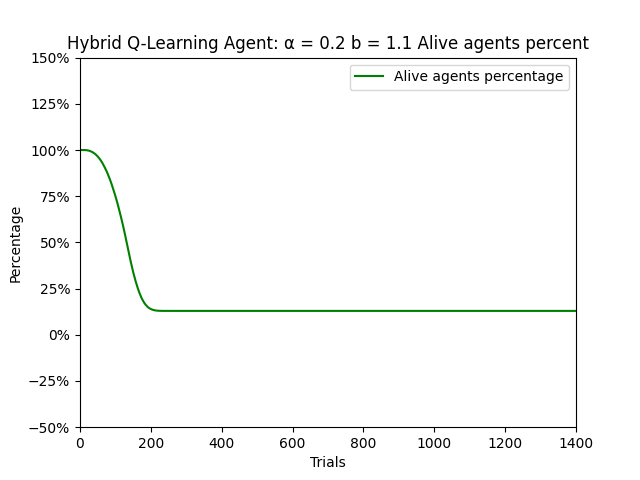 Hybrid Q-Learning Agent: α = 0.2 b = 1.1 Alive agents percent
Alive agents percentage
150%
125%
100%
75%
50%
25%
0%
−25%
−50%
Percentage
0 200 400 600 800 1000 1200 1400
Trials